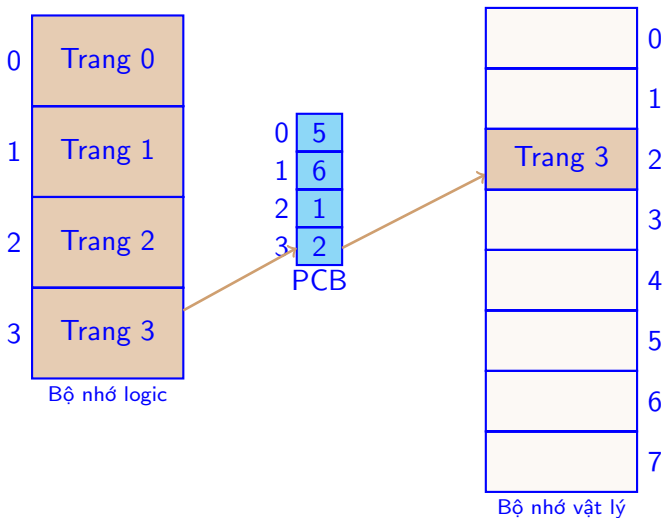 0 Trang 0
1 Trang 1
2 Trang 2
3 Trang 3
Bộ nhớ logic
0 5
1 6
2 1
3 2
PCB
0
1
Trang 3 2
3
4
5
6
7
Bộ nhớ vật lý